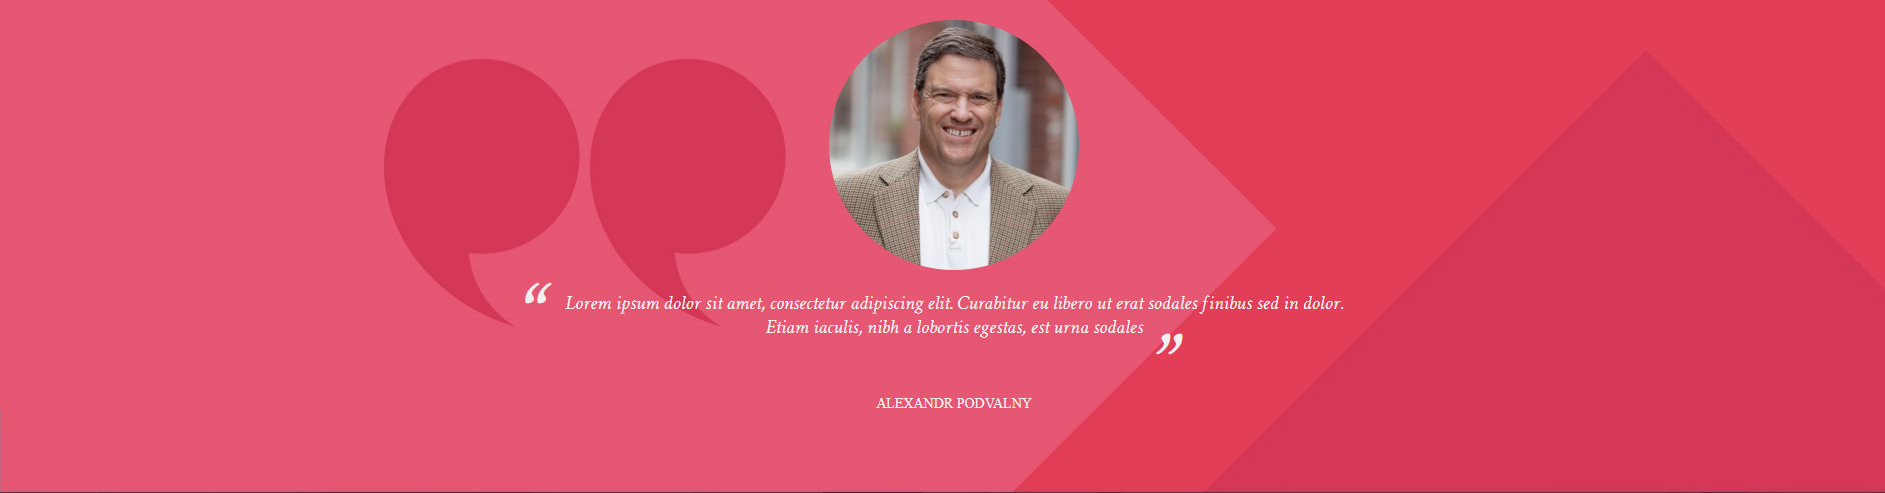 “ Lorem ipsum dolor sit amet, consectetur adipiscing elit. Curabitur eu libero ut erat sodales finibus sed in dolor.
Etiam iaculis, nibh a lobortis egestas, est urna sodales ”
ALEXANDR PODVALNY